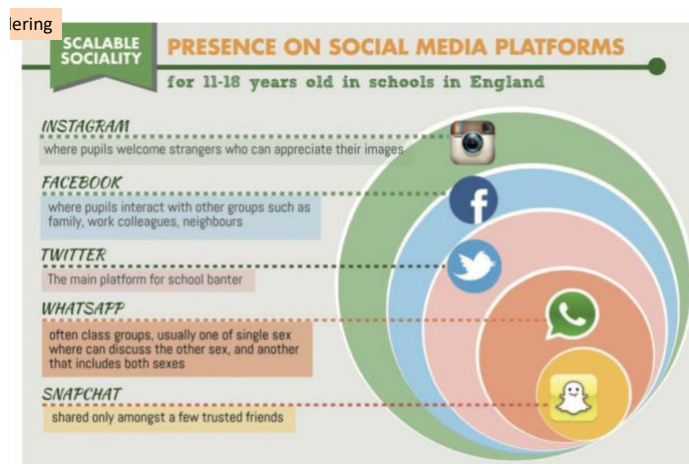 lering
SCALABLE
SOCIALITY
PRESENCE ON SOCIAL MEDIA PLATFORMS
for 11-18 years old in schools in England
INSTAGRAM
where pupils welcome strangers who can appreciate their images
FACEBOOK
where pupils interact with other groups such as
family, work colleagues, neighbours
TWITTER
The main platform for school banter
WHATSAPP
often class groups, usually one of single sex
where can discuss the other sex, and another
that includes both sexes
SNAPCHAT
shared only amongst a few trusted friends